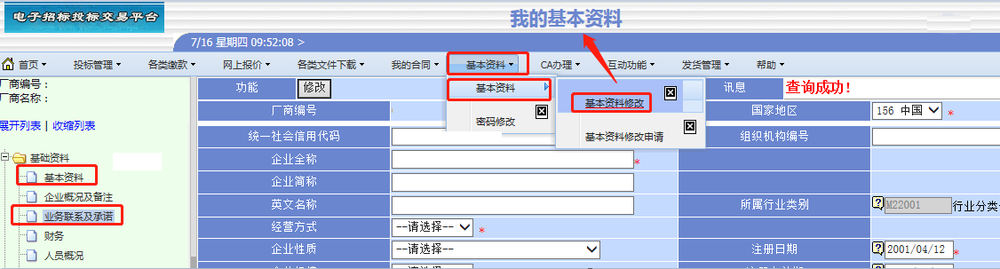 我的基本资料
电子招标投标交易平台
7/16 星期四 09:52:08 >
首页 投标管理 各类缴款 网上报价 各类文件下载 我的合同 基本资料 CA办理 互动功能 发货管理 帮助
基本资料
密码修改
基本资料修改
基本资料修改申请
厂商编号：
厂商名称：
展开列表 | 收缩列表
基础资料
基本资料
企业概况及备注
业务联系及承诺
财务
人员概况
功能 修改 讯息 查询成功！
厂商编号 国家地区 156 中国 *
统一社会信用代码 组织机构编号
企业全称 *
企业简称
英文名称 所属行业类别 M22001 行业分类
经营方式 --请选择-- *
企业性质 --请选择-- 注册日期 2001/04/12 *